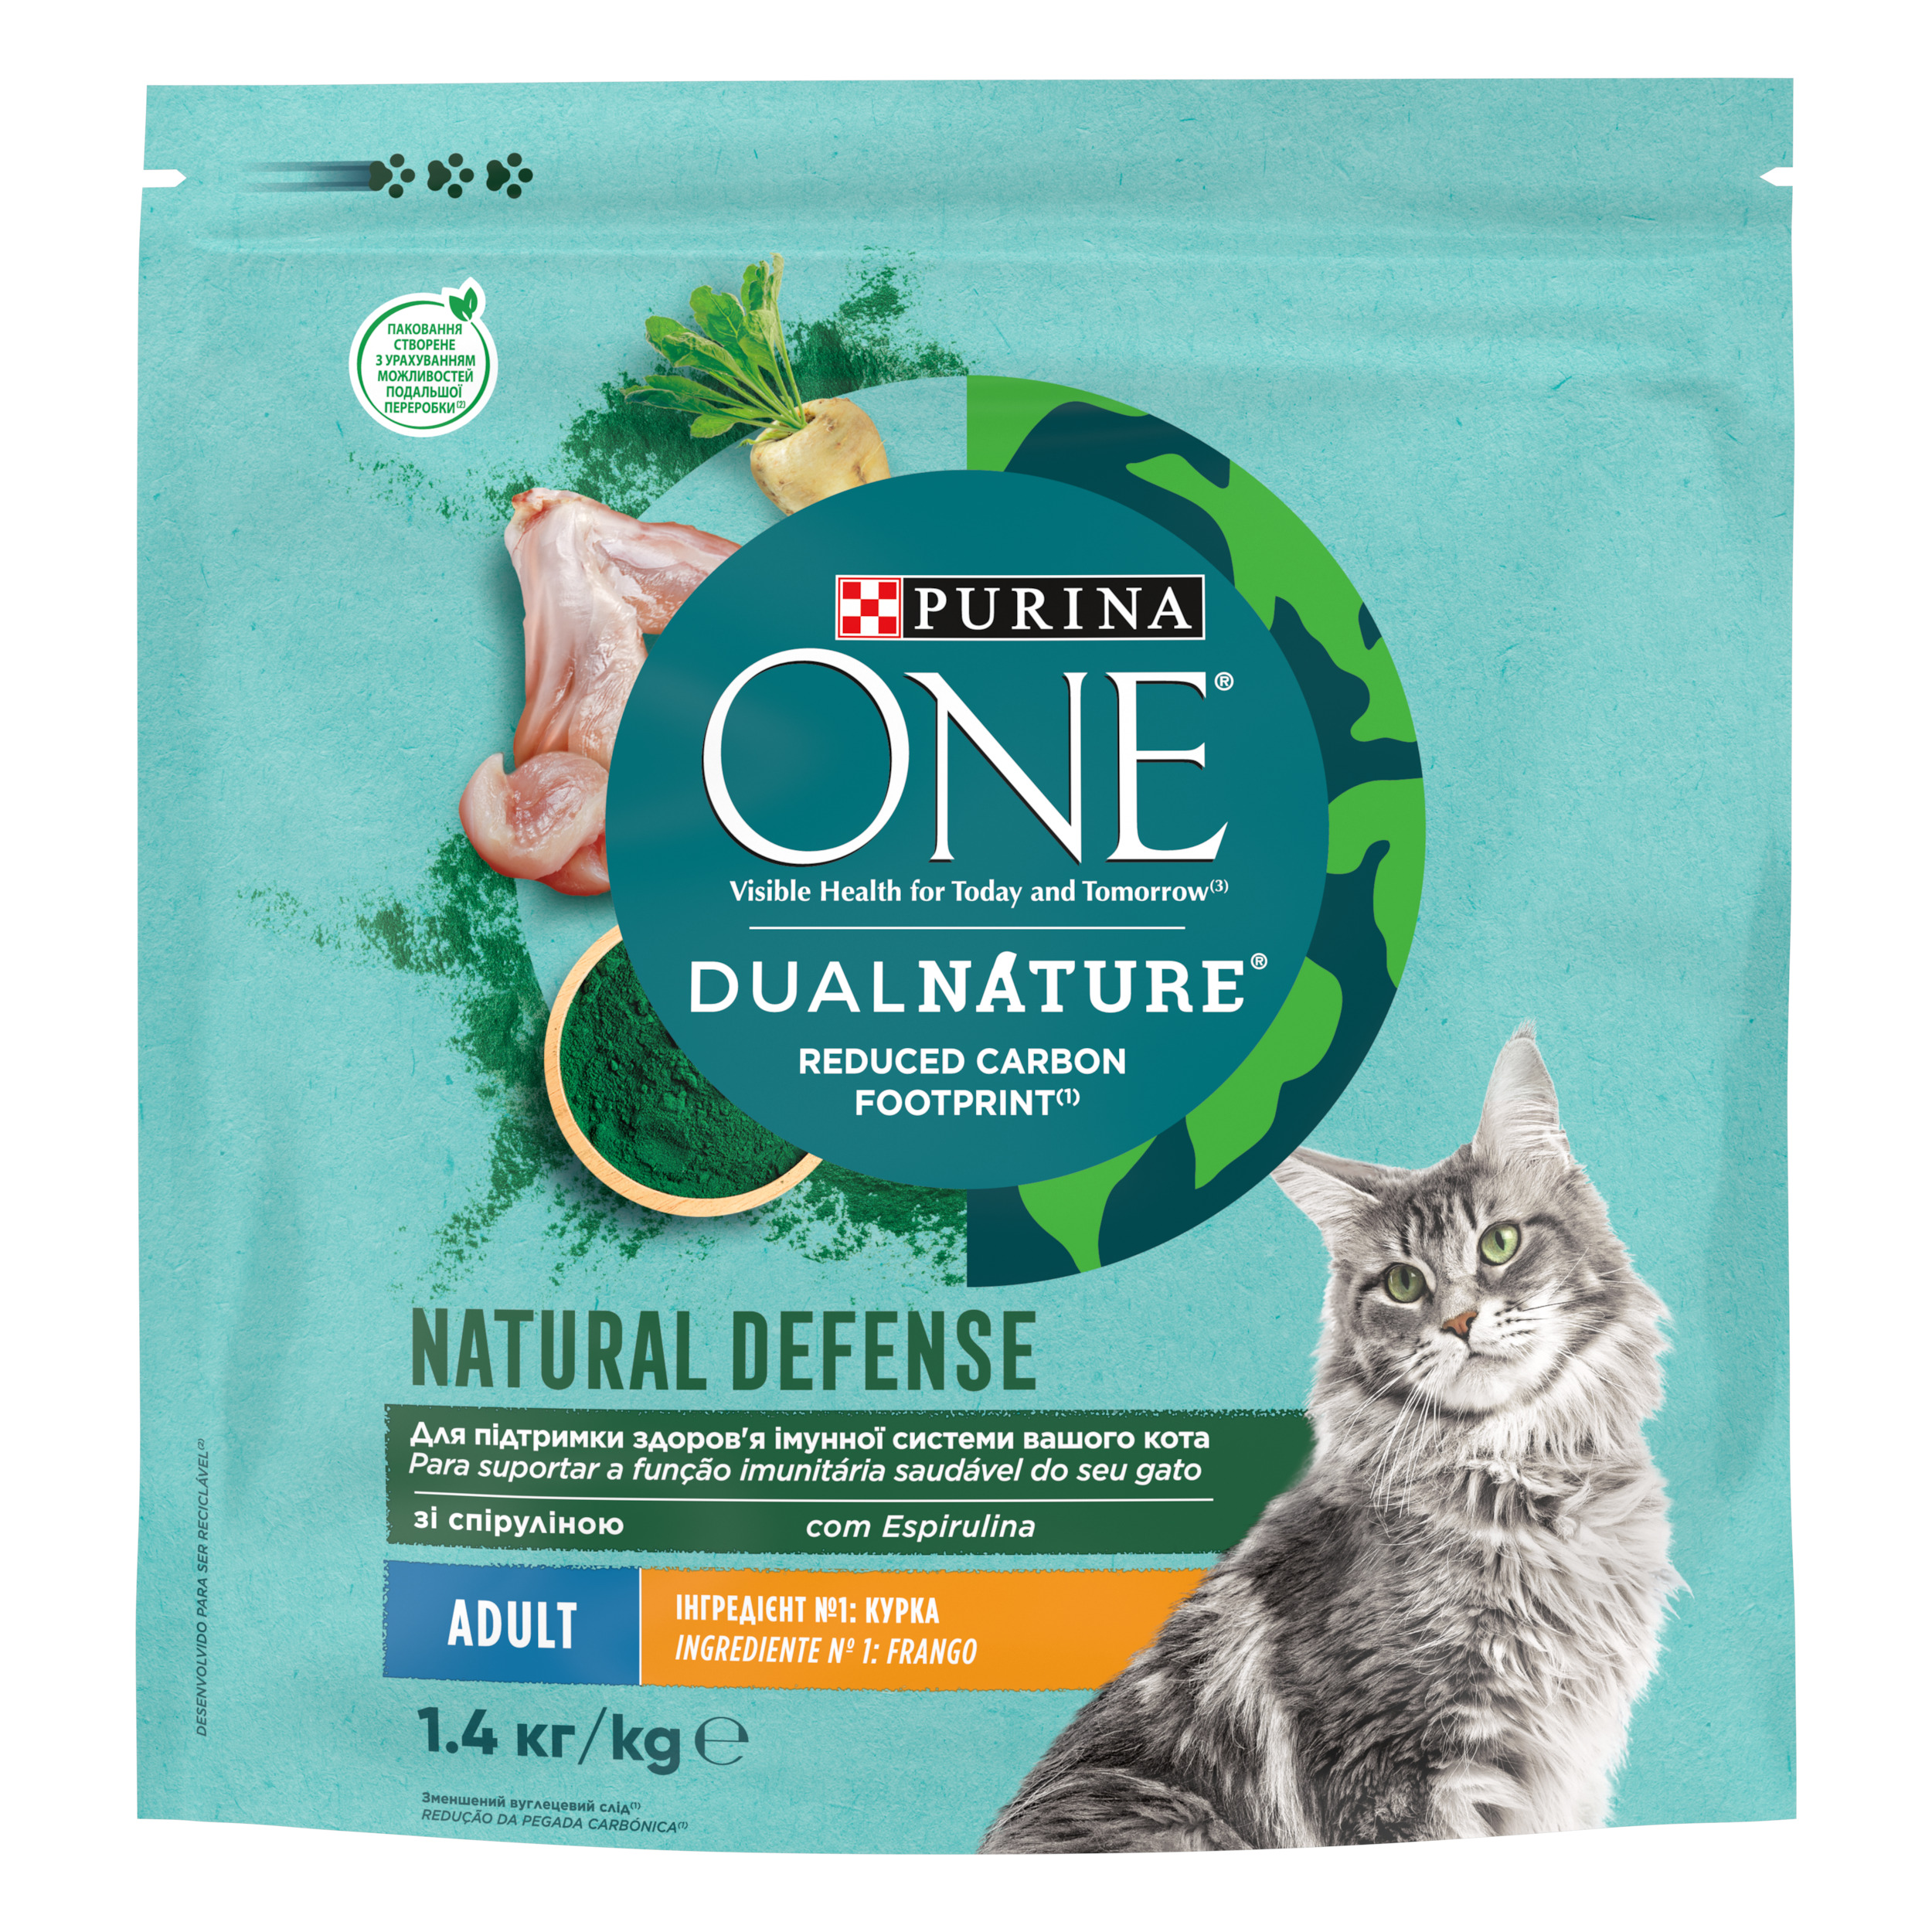 ПАКОВАННЯ
СТВОРЕНЕ
З УРАХУВАННЯМ
МОЖЛИВОСТЕЙ
ПОДАЛЬШОЇ
ПЕРЕРОБКИ(2)
PURINA
ONE®
Visible Health for Today and Tomorrow(3)
DUALNATURE®
REDUCED CARBON
FOOTPRINT(1)
NATURAL DEFENSE
Для підтримки здоров'я імунної системи вашого кота
Para suportar a função imunitária saudável do seu gato
зі спіруліною com Espirulina
ADULT
ІНГРЕДІЄНТ №1: КУРКА
INGREDIENTE Nº 1: FRANGO
1.4 кг/kg ℮
Зменшений вуглецевий слід(1)
REDUÇÃO DA PEGADA CARBÓNICA(1)
DESENVOLVIDO PARA SER RECICLÁVEL(2)